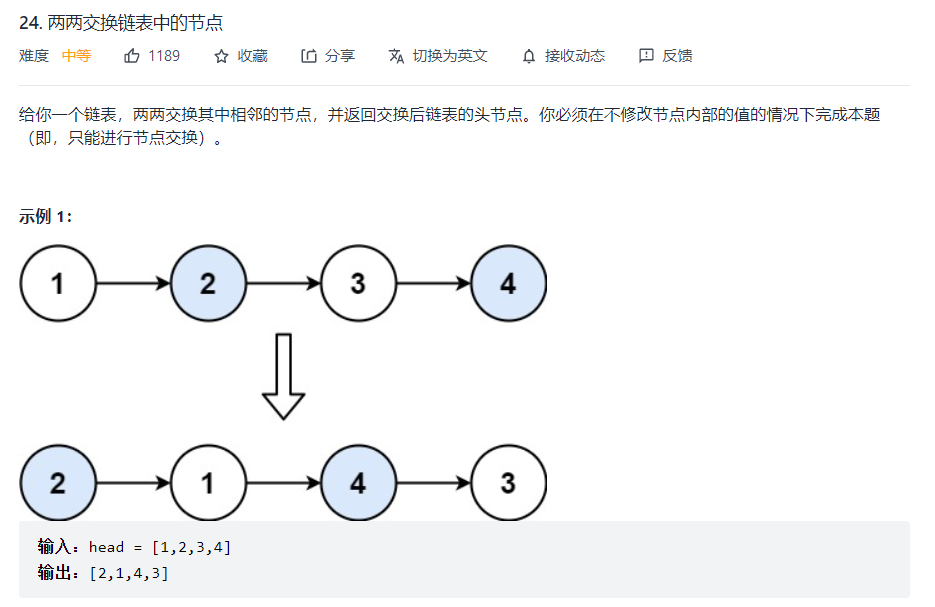 24. 两两交换链表中的节点
难度 中等 1189 收藏 分享 切换为英文 接收动态 反馈
给你一个链表，两两交换其中相邻的节点，并返回交换后链表的头节点。你必须在不修改节点内部的值的情况下完成本题
（即，只能进行节点交换）。
示例 1：
1 2 3 4
2 1 4 3
输入：head = [1,2,3,4]
输出：[2,1,4,3]